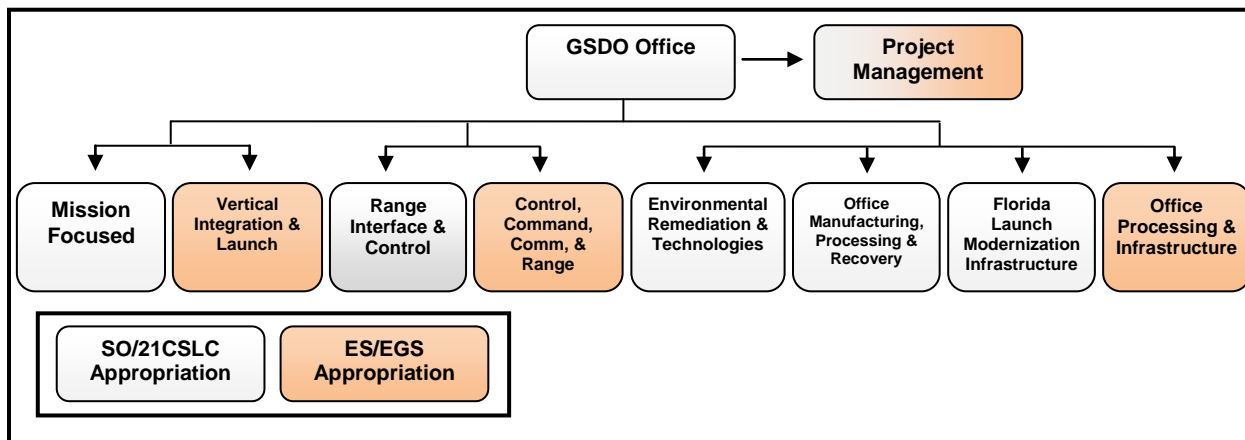 GSDO Office
Project
Management
Mission
Focused
Vertical
Integration &
Launch
Range
Interface &
Control
Control,
Command,
Comm, &
Range
Environmental
Remediation &
Technologies
Office
Manufacturing,
Processing &
Recovery
Florida
Launch
Modernization
Infrastructure
Office
Processing &
Infrastructure
SO/21CSLC
Appropriation
ES/EGS
Appropriation